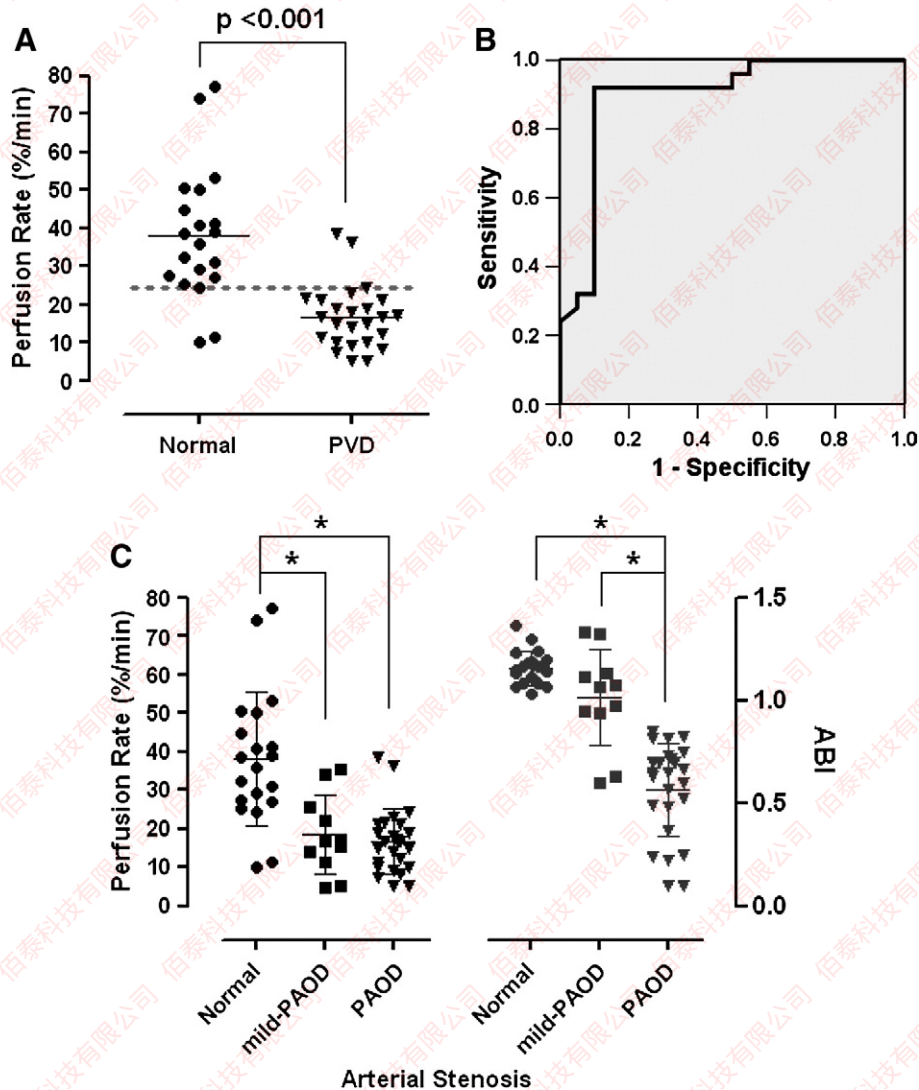 A
p <0.001
Perfusion Rate (%/min)
80
70
60
50
40
30
20
10
0
Normal
PVD
B
Sensitivity
1.0
0.8
0.6
0.4
0.2
0.0
0.0
0.2
0.4
0.6
0.8
1.0
1 - Specificity
C
*
*
Perfusion Rate (%/min)
80
70
60
50
40
30
20
10
0
Normal
mild-PAOD
PAOD
*
*
1.5
1.0
0.5
0.0
ABI
Normal
mild-PAOD
PAOD
Arterial Stenosis
佰泰科技有限公司